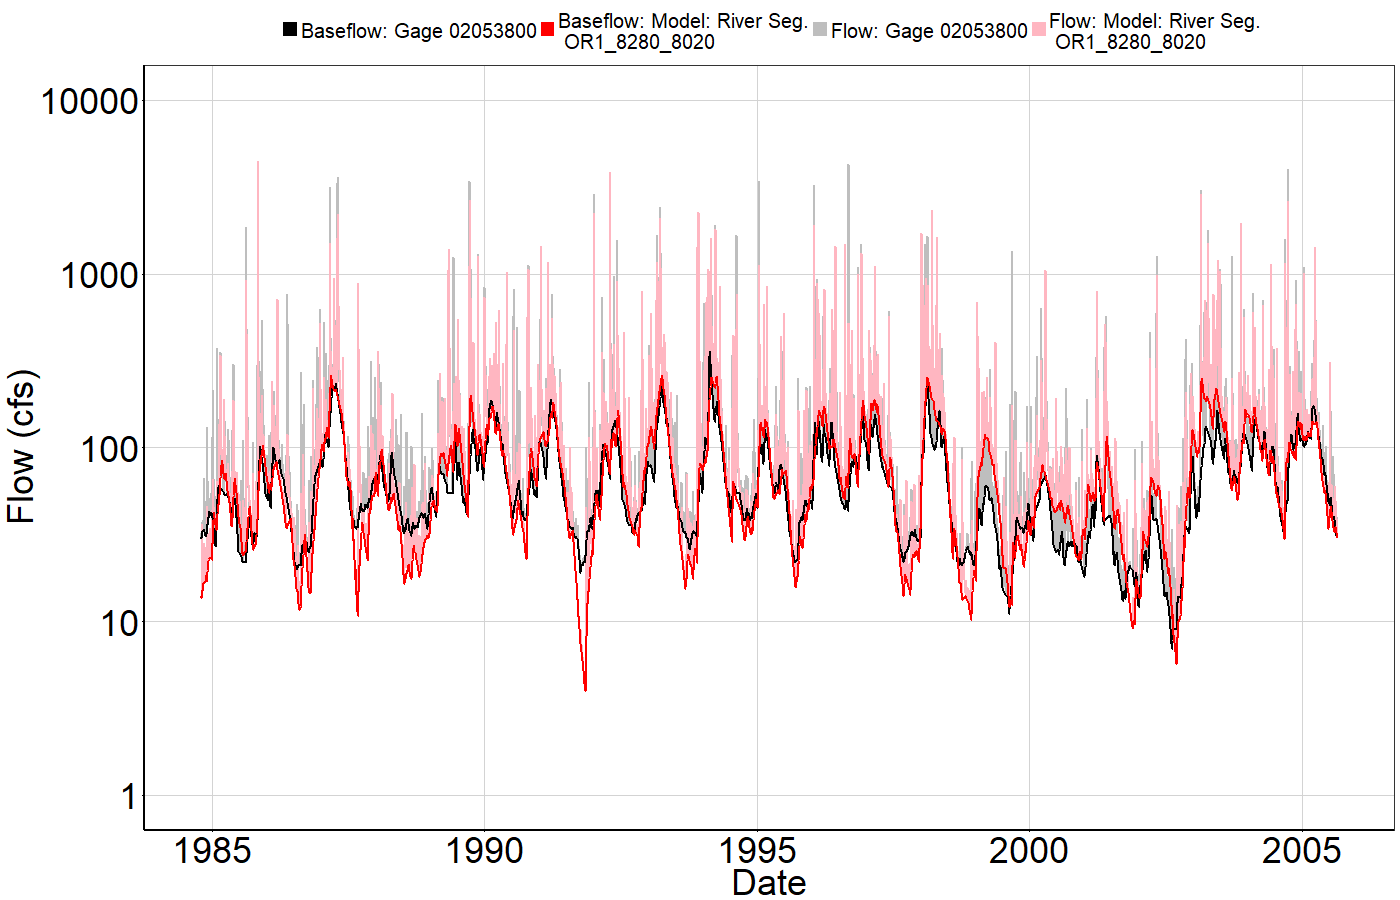 Baseflow: Gage 02053800
Baseflow: Model: River Seg.
OR1_8280_8020
Flow: Gage 02053800
Flow: Model: River Seg.
OR1_8280_8020
10000
1000
100
10
1
Flow (cfs)
1985
1990
1995
2000
2005
Date